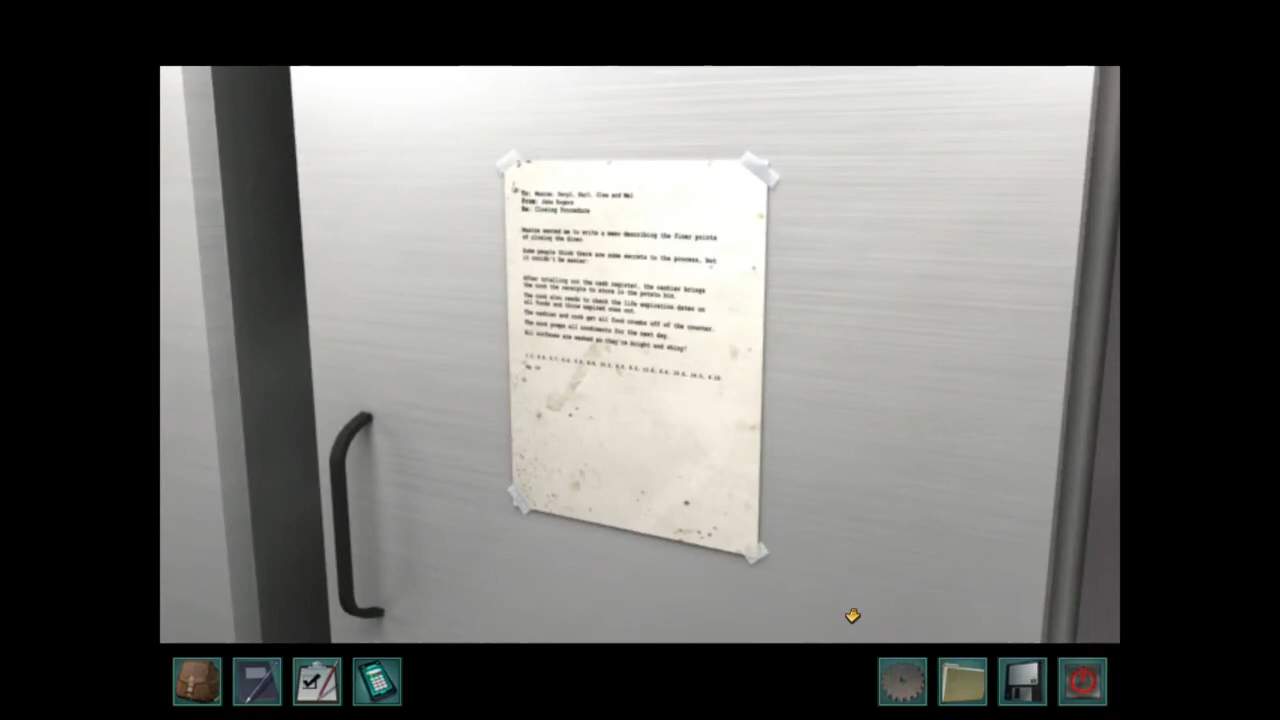 To: Maxine, Daryl, Karl, Glen and Mel
From: Jane Rogers
Re: Closing Procedure
Maxine wanted me to write a memo describing the finer points
of closing the diner
Some people think there are some secrets to the process, but
it couldn't be easier
After totalling out the cash register, the cashier brings
the cook the receipts to store in the potato bin.
The cook also needs to check the life expiration dates on
all foods and throw expired ones out.
The cashier and cook get all food crumbs off of the counter.
The cook preps all condiments for the next day.
All surfaces are washed so they're bright and shiny!